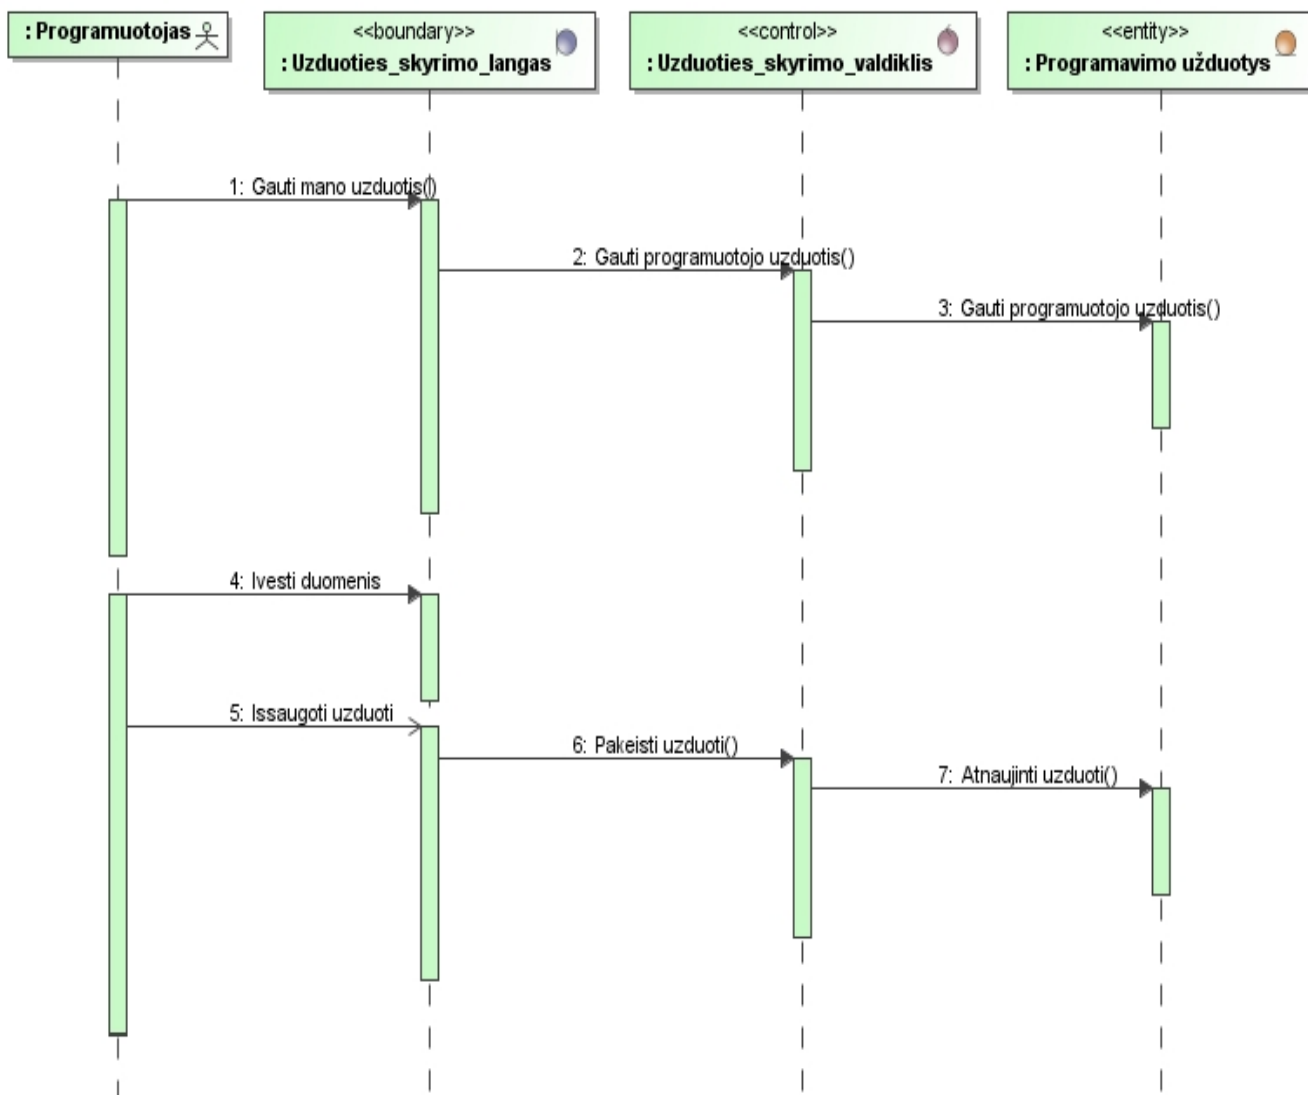 : Programuotojas
<<boundary>>
: Uzduoties_skyrimo_langas
<<control>>
: Uzduoties_skyrimo_valdiklis
<<entity>>
: Programavimo užduotys
1: Gauti mano uzduotis()
2: Gauti programuotojo uzduotis()
3: Gauti programuotojo uzduotis()
4: Ivesti duomenis
5: Issaugoti uzduoti
6: Pakeisti uzduoti()
7: Atnaujinti uzduoti()